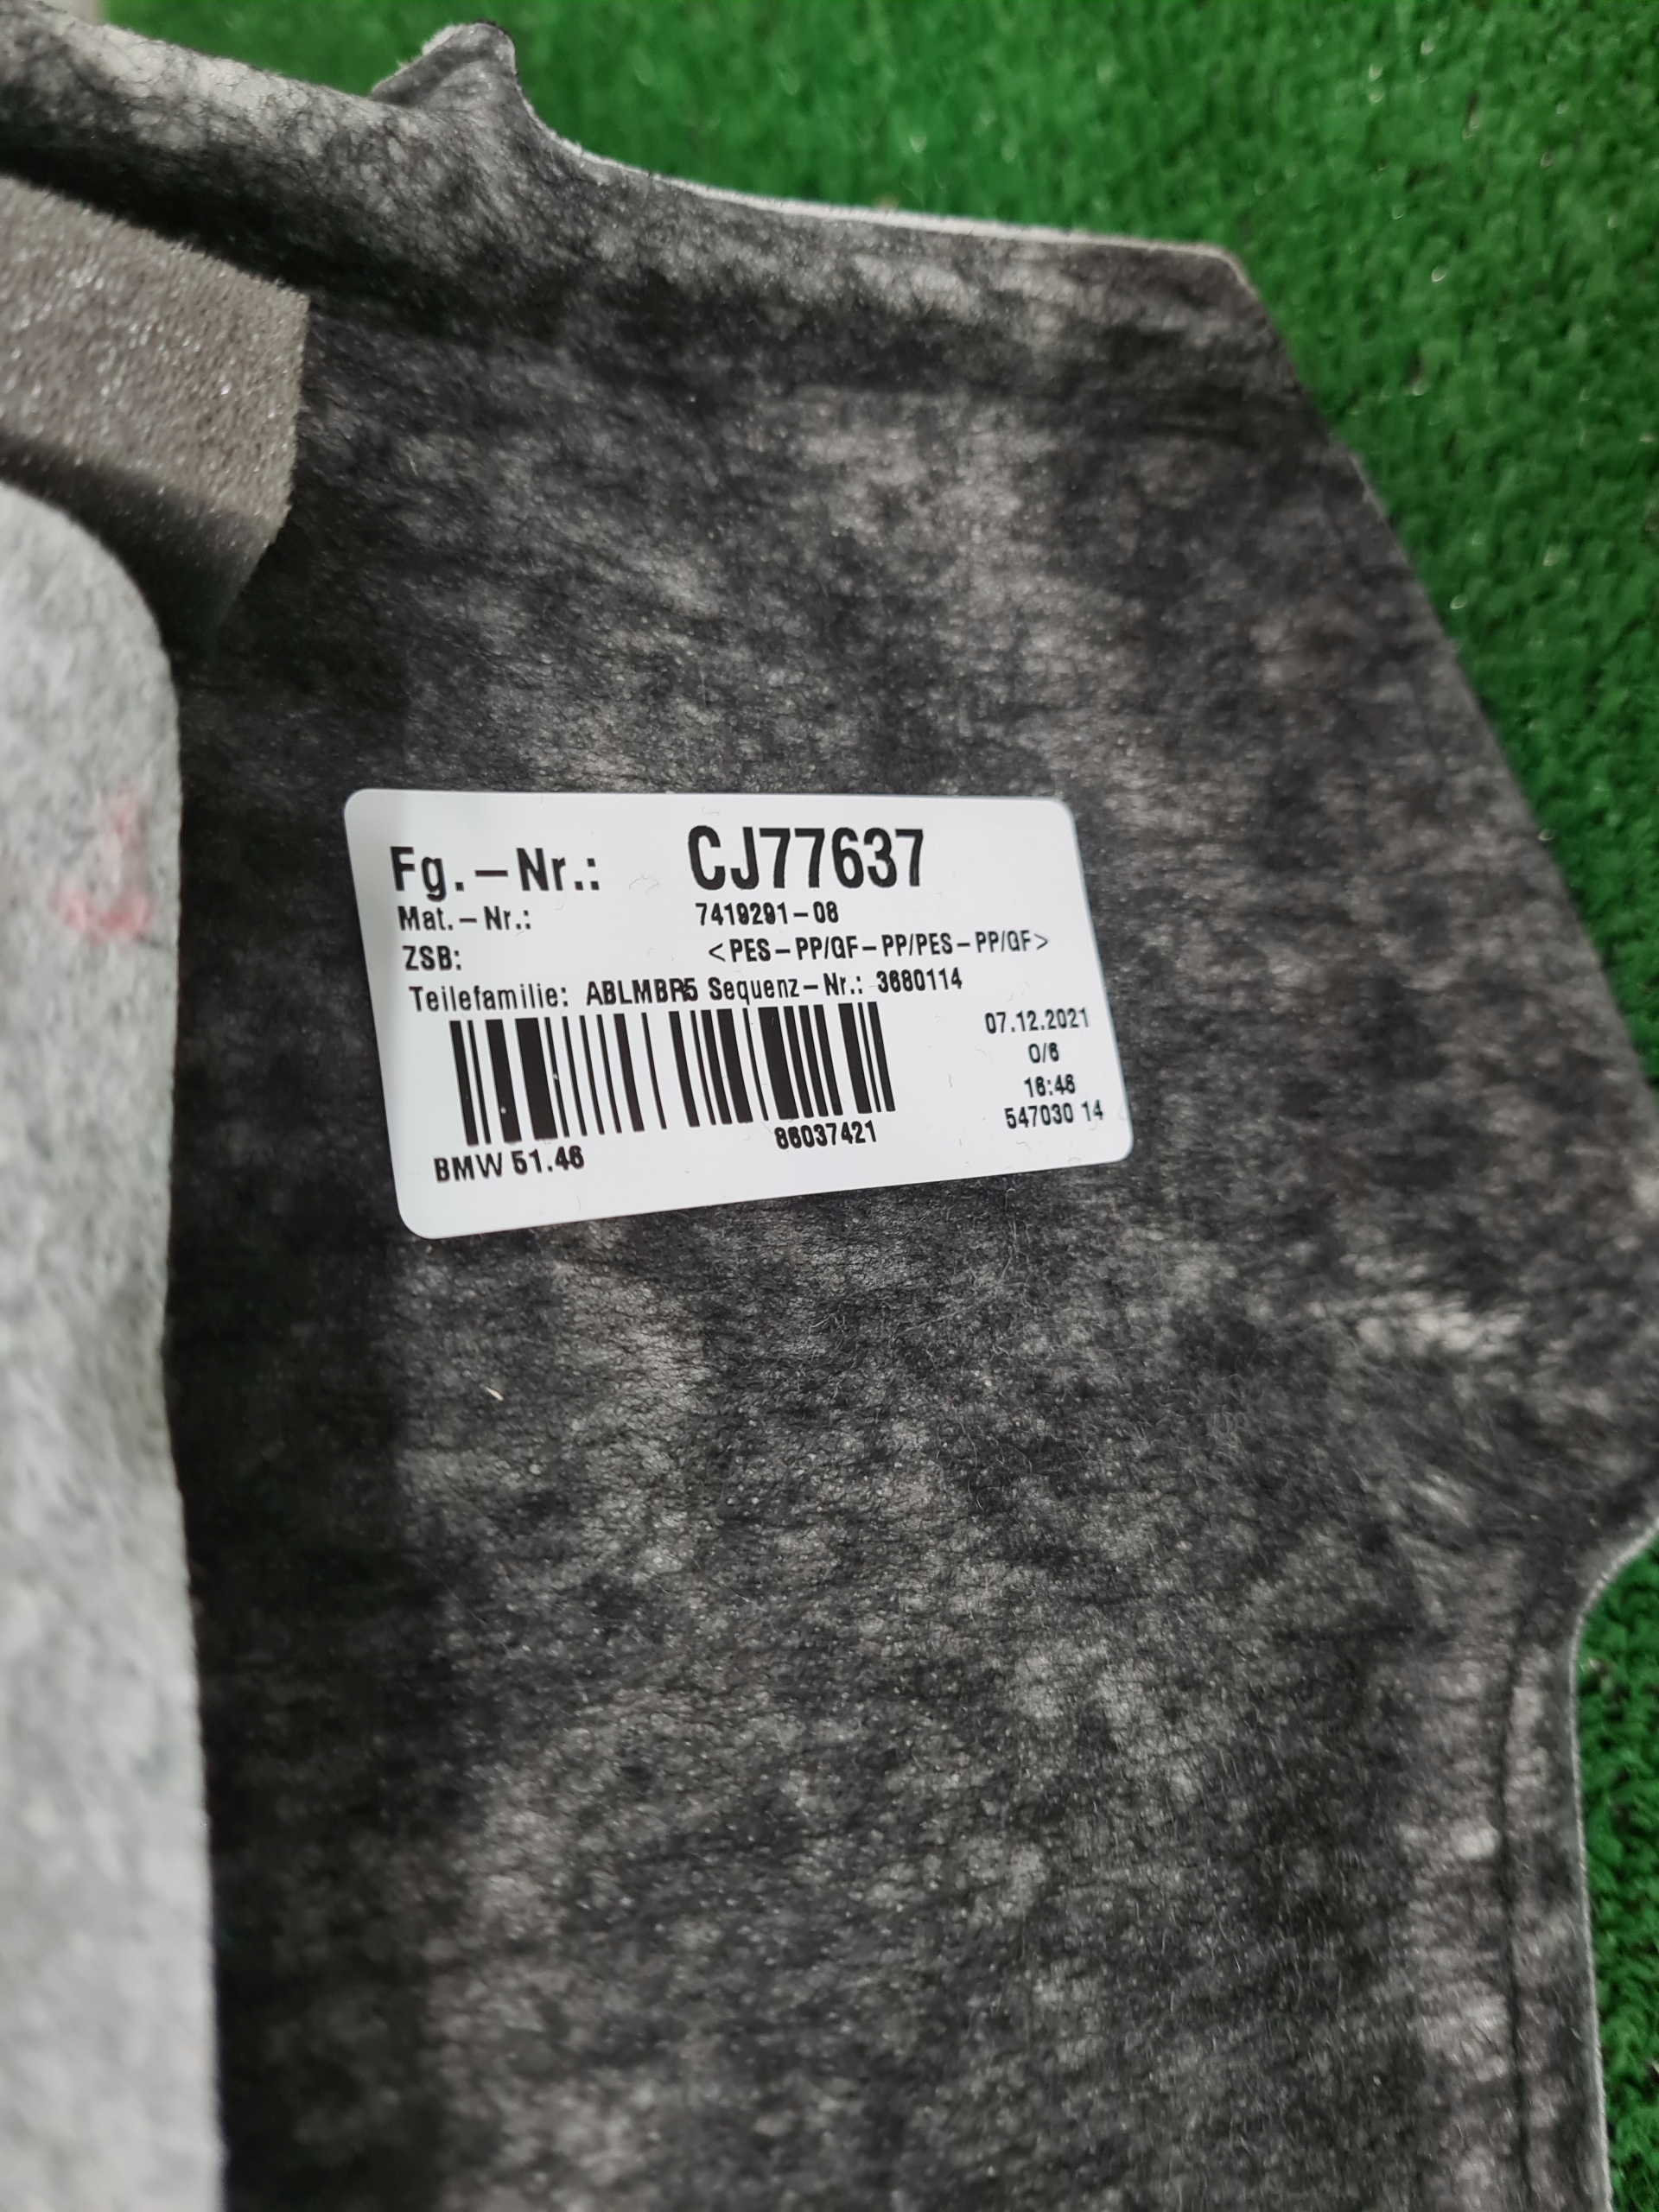 Fg.-Nr.: CJ77637
Mat.-Nr.: 7419291-08
ZSB: <PES-PP/GF-PP/PES-PP/GF>
Teilefamilie: ABLMBR5 Sequenz-Nr.: 3680114
07.12.2021
O/6
16:46
547030 14
86037421
BMW 51.46